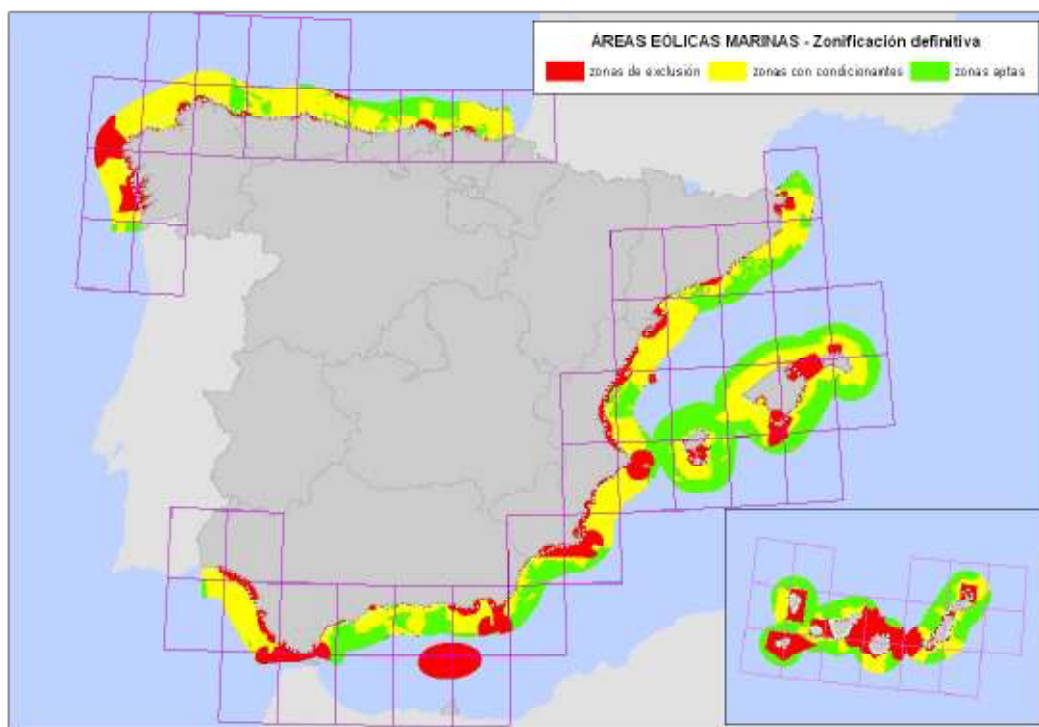 ÁREAS EÓLICAS MARINAS - Zonificación definitiva
zonas de exclusión zonas con condicionantes zonas aptas